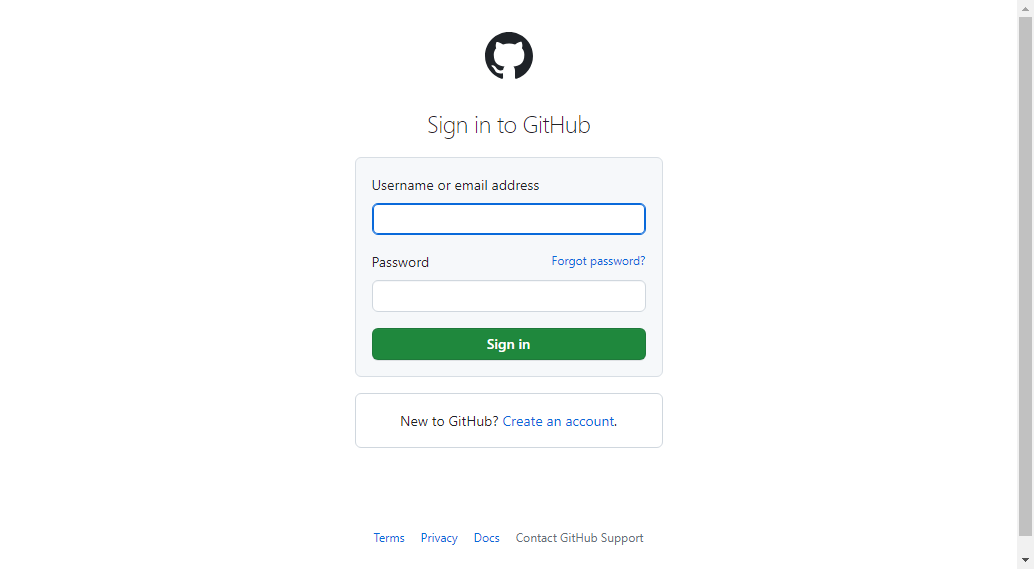 Sign in to GitHub
Username or email address
Password Forgot password?
Sign in
New to GitHub? Create an account.
Terms Privacy Docs Contact GitHub Support